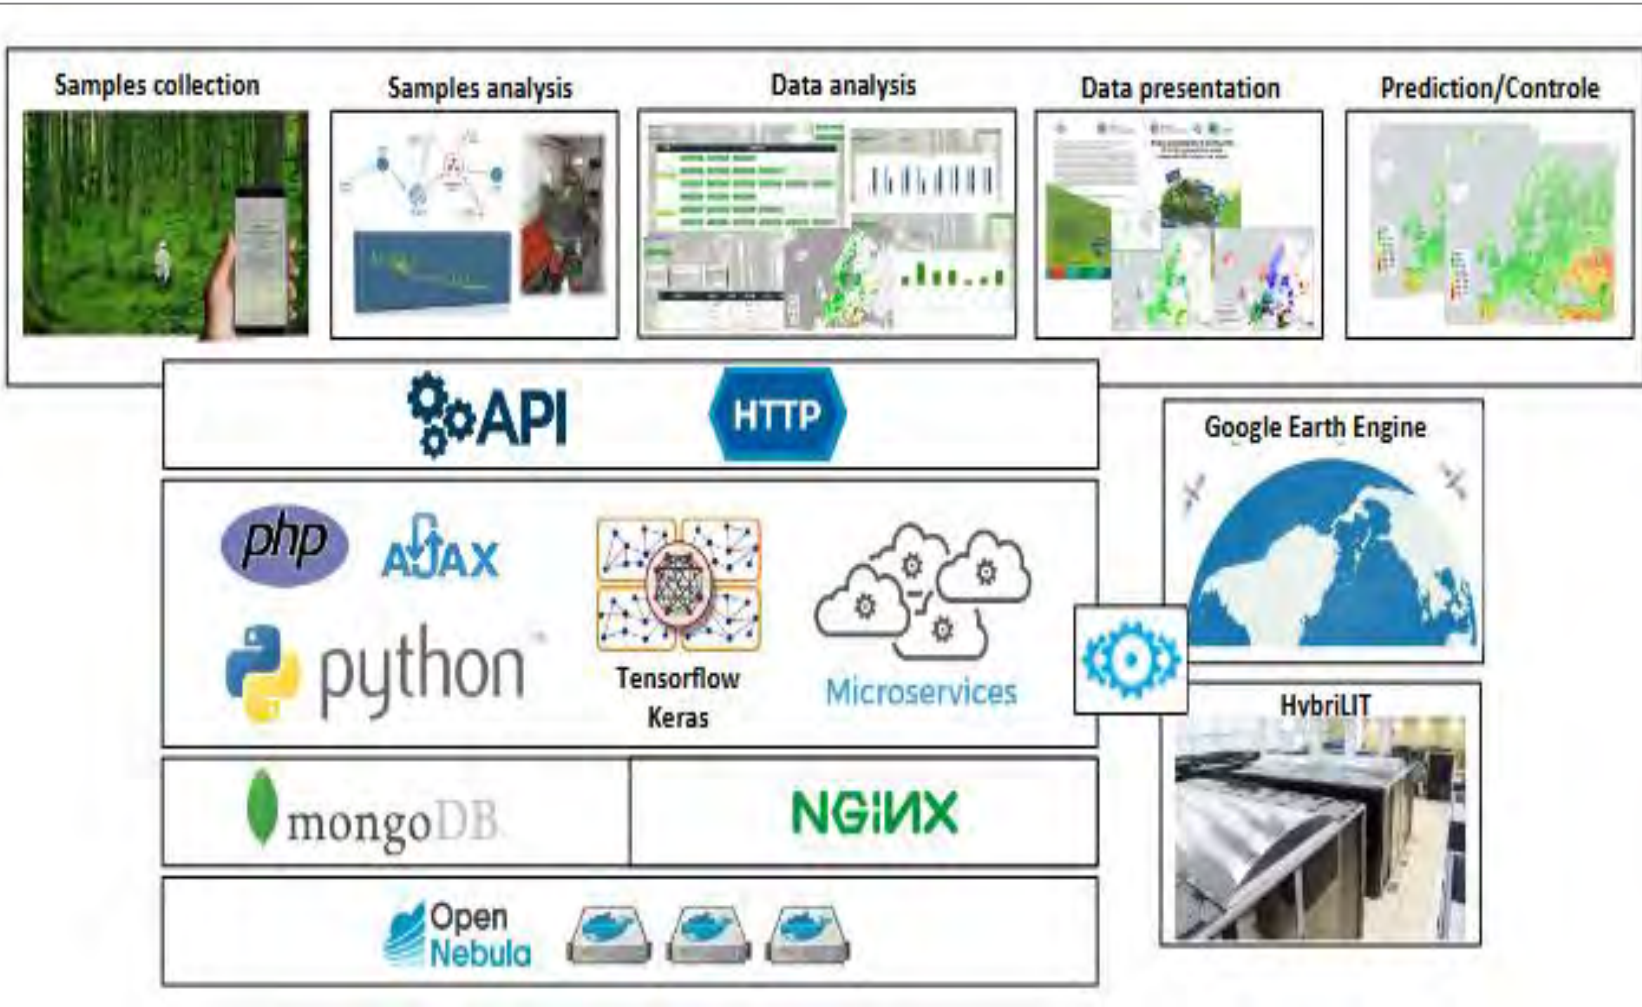 Samples collection
Samples analysis
Data analysis
Data presentation
Prediction/Controle
API
HTTP
Google Earth Engine
php
AJAX
python
Tensorflow
Keras
Microservices
HybriLIT
mongoDB
NGiNX
Open
Nebula